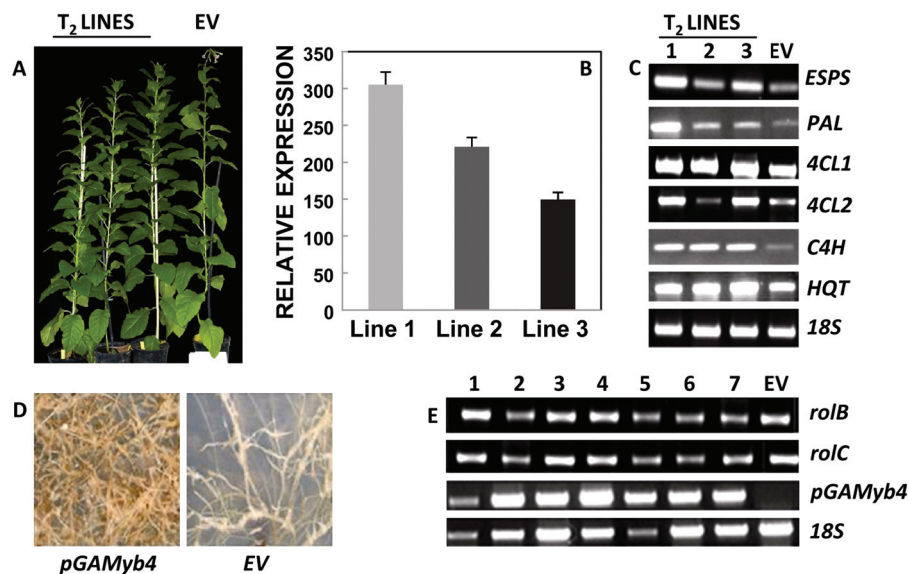 T2 LINES EV
A
B
RELATIVE EXPRESSION
350
300
250
200
150
100
50
0
Line 1 Line 2 Line 3
T2 LINES
1 2 3 EV
C
ESPS
PAL
4CL1
4CL2
C4H
HQT
18S
D
pGAMyb4 EV
1 2 3 4 5 6 7 EV
E
rolB
rolC
pGAMyb4
18S